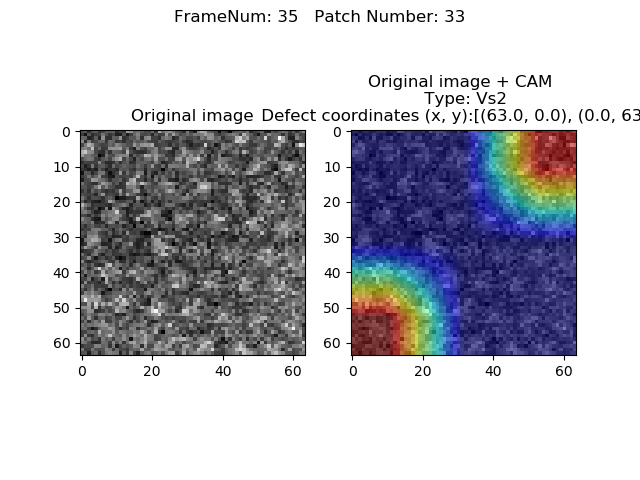 FrameNum: 35   Patch Number: 33
Original image + CAM
Type: Vs2
Original image
Defect coordinates (x, y):[(63.0, 0.0), (0.0, 63
0
10
20
30
40
50
60
0 20 40 60
0
10
20
30
40
50
60
0 20 40 60